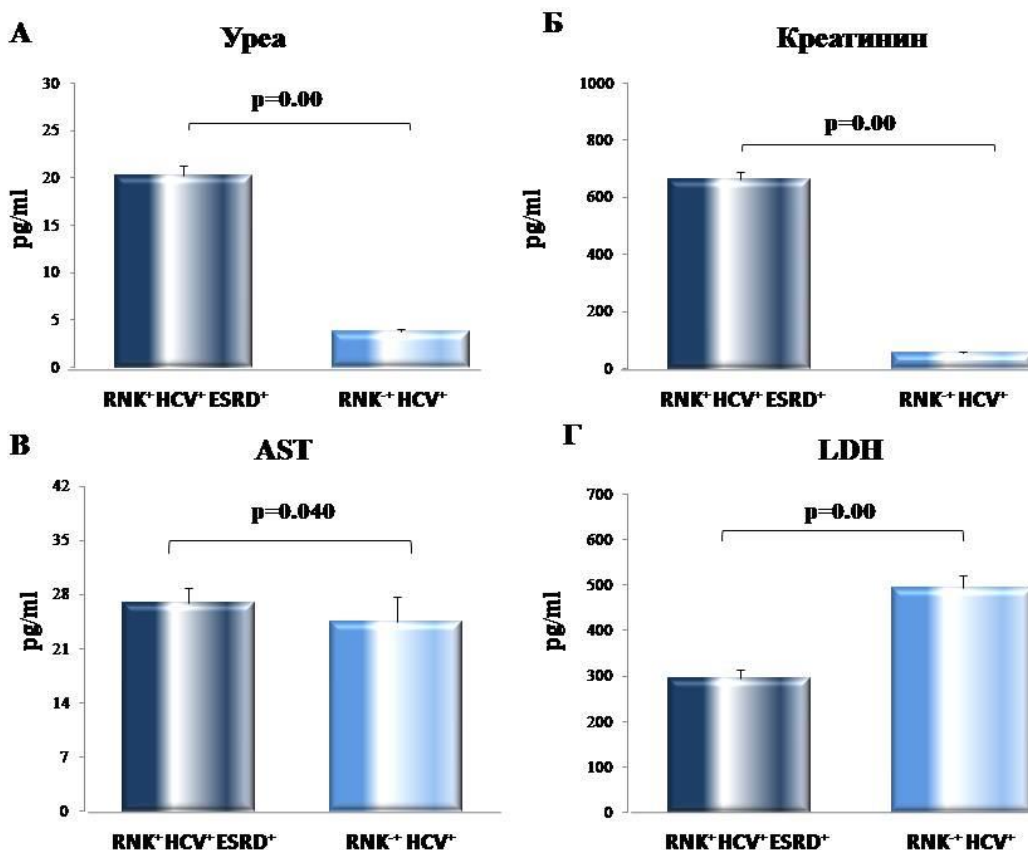 А
Уреа
30
25
20
15
10
5
0
pg/ml
p=0.00
RNK⁺HCV⁺ESRD⁺
RNK⁻⁺HCV⁺
Б
Креатинин
1000
800
600
400
200
0
pg/ml
p=0.00
RNK⁺HCV⁺ESRD⁺
RNK⁻⁺HCV⁺
В
AST
42
35
28
21
14
7
0
pg/ml
p=0.040
RNK⁺HCV⁺ESRD⁺
RNK⁻⁺HCV⁺
Г
LDH
700
600
500
400
300
200
100
0
pg/ml
p=0.00
RNK⁺HCV⁺ESRD⁺
RNK⁻⁺HCV⁺